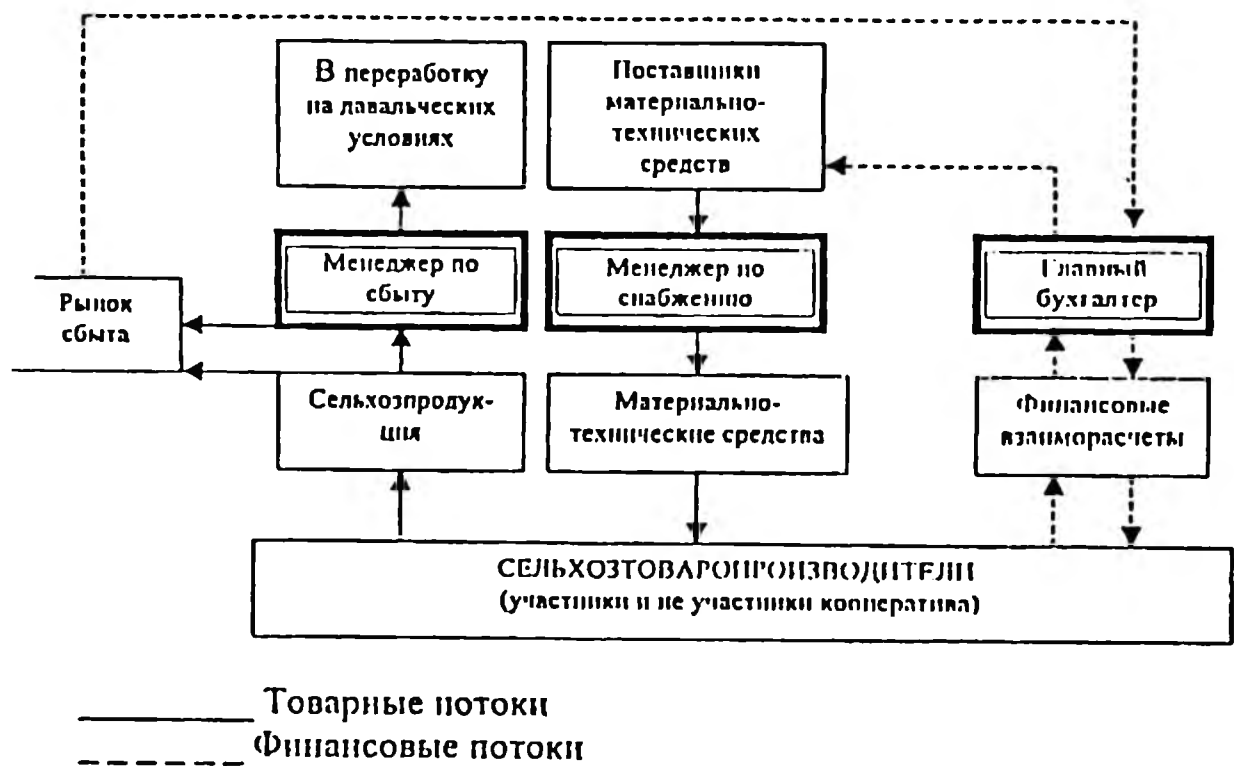 В переработку
на давальческих
условиях
Поставщики
материально-
технических
средств
Менеджер по
сбыту
Менеджер по
снабжению
Главный
бухгалтер
Рынок
сбыта
Сельхозпродук-
ция
Материально-
технические средства
Финансовые
взаиморасчеты
СЕЛЬХОЗТОВАРОПРОИЗВОДИТЕЛИ
(участники и не участники кооператива)
Товарные потоки
Финансовые потоки